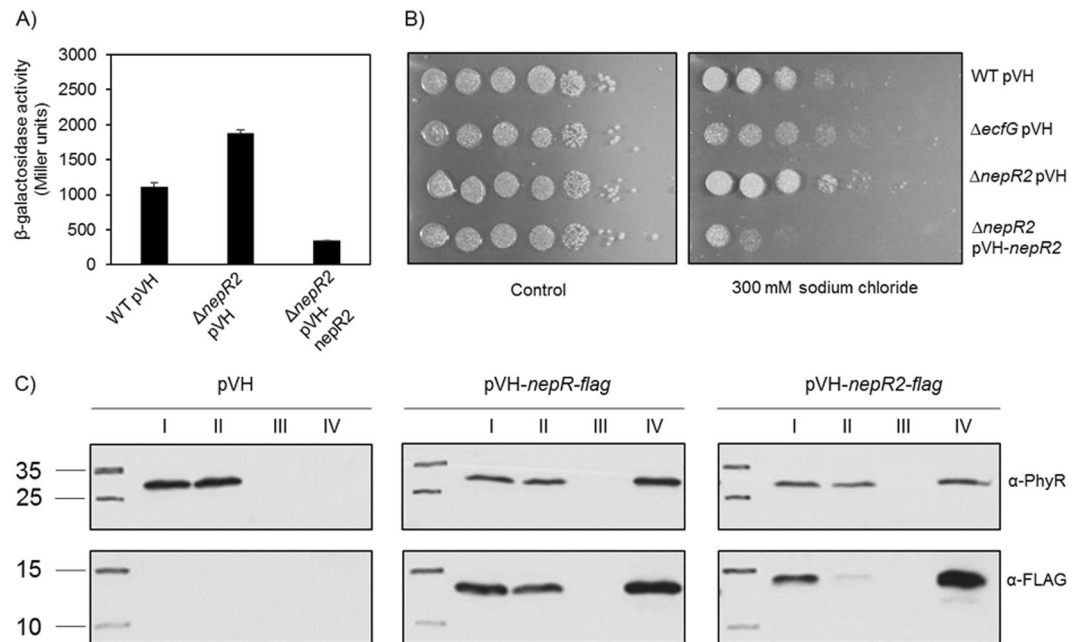 A)
B)
β-galactosidase activity
(Miller units)
3000
2500
2000
1500
1000
500
0
WT pVH
ΔnepR2
pVH
ΔnepR2
pVH-
nepR2
WT pVH
ΔecfG pVH
ΔnepR2 pVH
ΔnepR2
pVH-nepR2
Control
300 mM sodium chloride
C)
pVH
pVH-nepR-flag
pVH-nepR2-flag
I II III IV
I II III IV
I II III IV
35
25
α-PhyR
15
10
α-FLAG